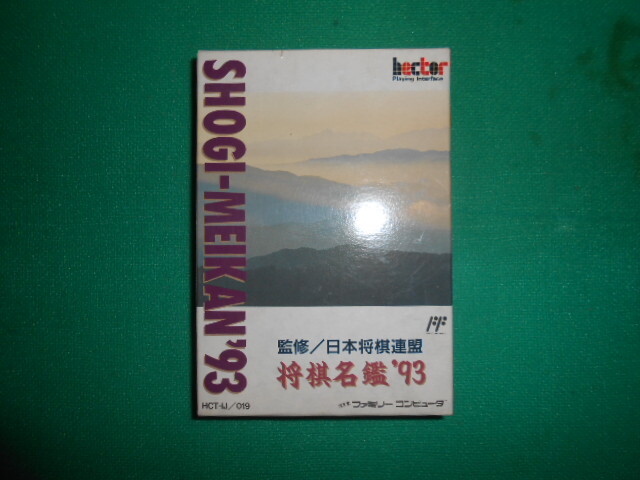 hector
Playing Interface
SHOGI-MEIKAN'93
監修／日本将棋連盟
将棋名鑑'93
HCT-IJ／019
ファミリーコンピュータ